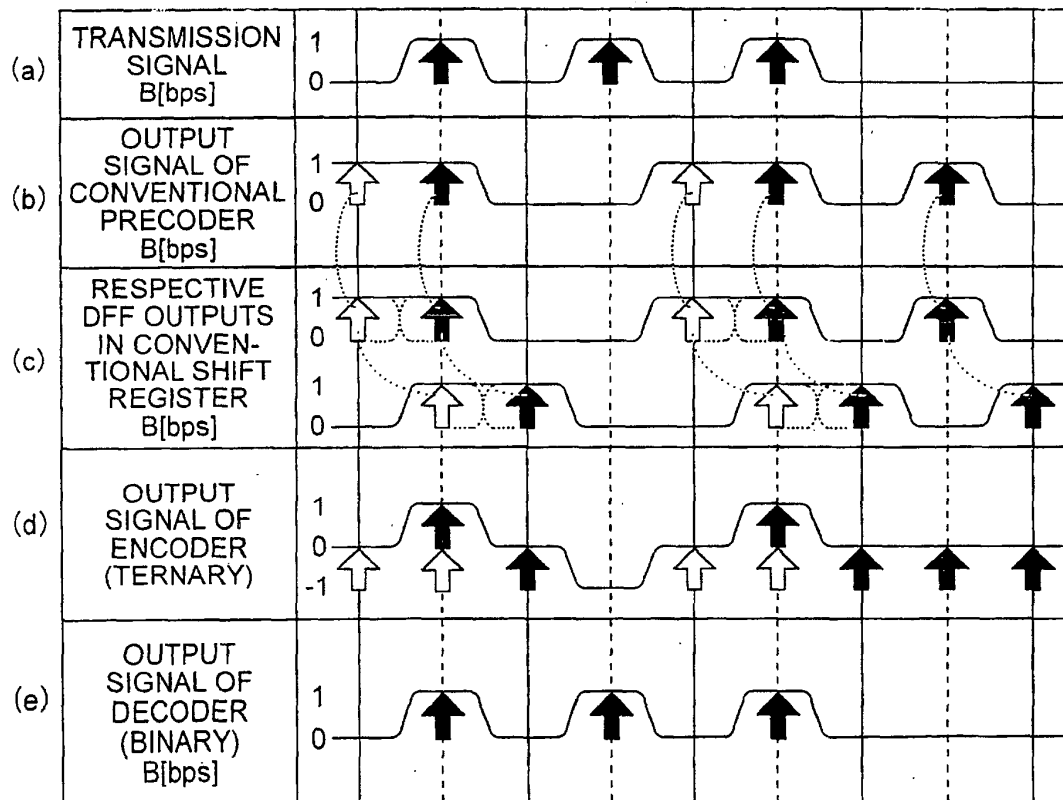 (a)
TRANSMISSION
SIGNAL
B[bps]
1
0
(b)
OUTPUT
SIGNAL OF
CONVENTIONAL
PRECODER
B[bps]
1
0
(c)
RESPECTIVE
DFF OUTPUTS
IN CONVEN-
TIONAL SHIFT
REGISTER
B[bps]
1
0
1
0
(d)
OUTPUT
SIGNAL OF
ENCODER
(TERNARY)
1
0
-1
(e)
OUTPUT
SIGNAL OF
DECODER
(BINARY)
B[bps]
1
0